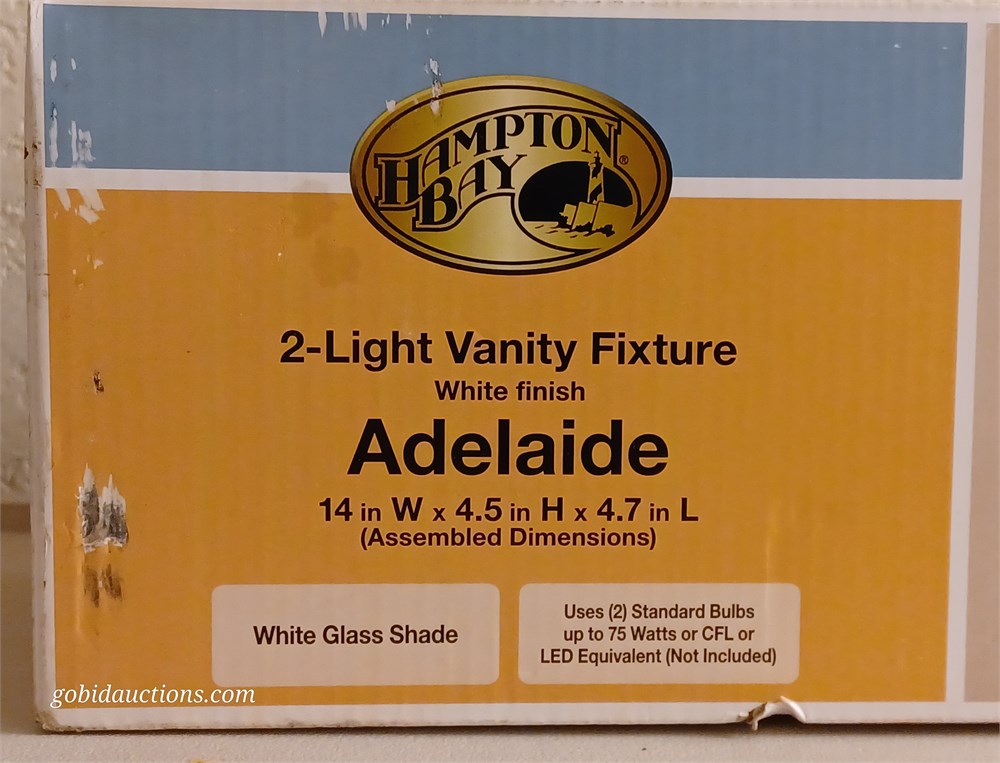 HAMPTON
BAY®
2-Light Vanity Fixture
White finish
Adelaide
14 in W x 4.5 in H x 4.7 in L
(Assembled Dimensions)
White Glass Shade
Uses (2) Standard Bulbs
up to 75 Watts or CFL or
LED Equivalent (Not Included)
gobidauctions.com